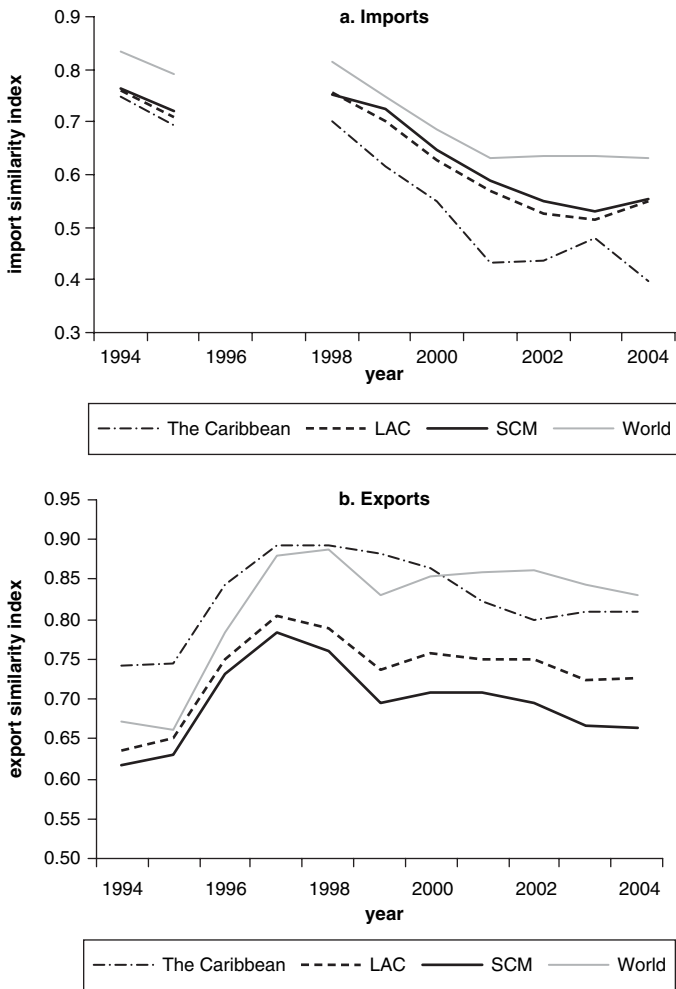 a. Imports
0.9
0.8
0.7
0.6
0.5
0.4
0.3
import similarity index
1994 1996 1998 2000 2002 2004
year
The Caribbean LAC SCM World
b. Exports
0.95
0.90
0.85
0.80
0.75
0.70
0.65
0.60
0.55
0.50
export similarity index
1994 1996 1998 2000 2002 2004
year
The Caribbean LAC SCM World